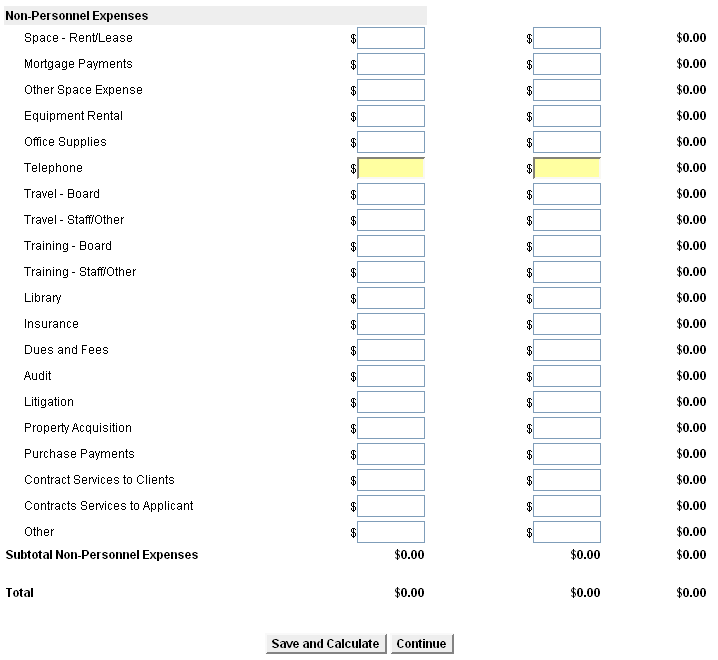 Non-Personnel Expenses
Space - Rent/Lease $ $ $0.00
Mortgage Payments $ $ $0.00
Other Space Expense $ $ $0.00
Equipment Rental $ $ $0.00
Office Supplies $ $ $0.00
Telephone $ $ $0.00
Travel - Board $ $ $0.00
Travel - Staff/Other $ $ $0.00
Training - Board $ $ $0.00
Training - Staff/Other $ $ $0.00
Library $ $ $0.00
Insurance $ $ $0.00
Dues and Fees $ $ $0.00
Audit $ $ $0.00
Litigation $ $ $0.00
Property Acquisition $ $ $0.00
Purchase Payments $ $ $0.00
Contract Services to Clients $ $ $0.00
Contracts Services to Applicant $ $ $0.00
Other $ $ $0.00
Subtotal Non-Personnel Expenses $0.00 $0.00 $0.00
Total $0.00 $0.00 $0.00
Save and Calculate Continue